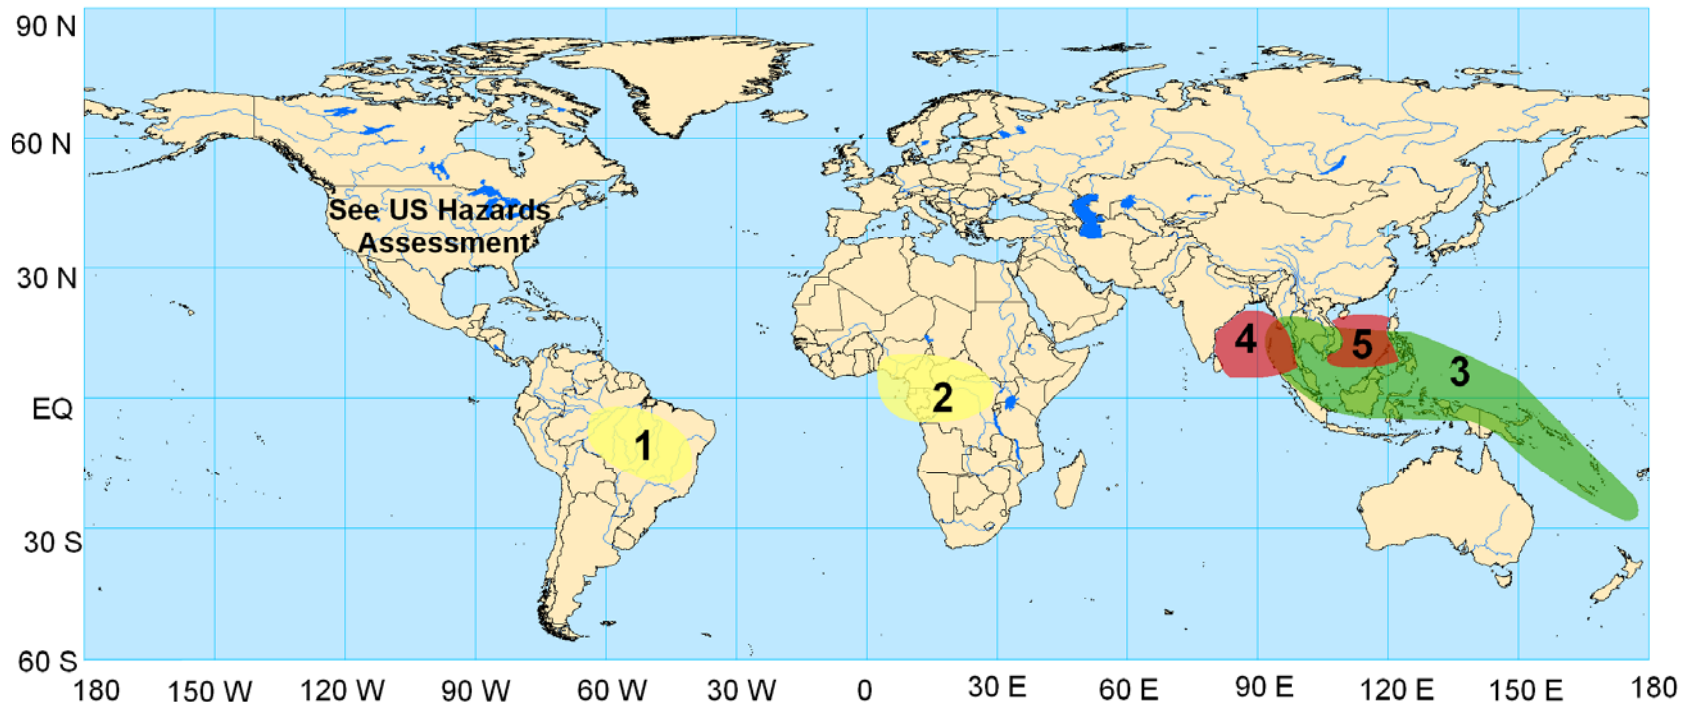 90 N
60 N
See US Hazards
Assessment
30 N
4
5
3
EQ
2
1
30 S
60 S
180
150 W
120 W
90 W
60 W
30 W
0
30 E
60 E
90 E
120 E
150 E
180